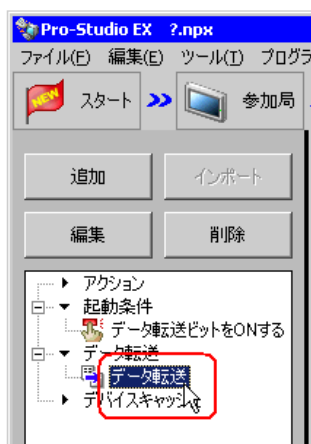 Pro-Studio EX ?.npx
ファイル(F) 編集(E) ツール(T) プログラ
NEW スタート 参加局
追加 インポート
編集 削除
アクション
起動条件
データ転送ビットをONする
データ転送
データ転送
デバイスキャッシュ